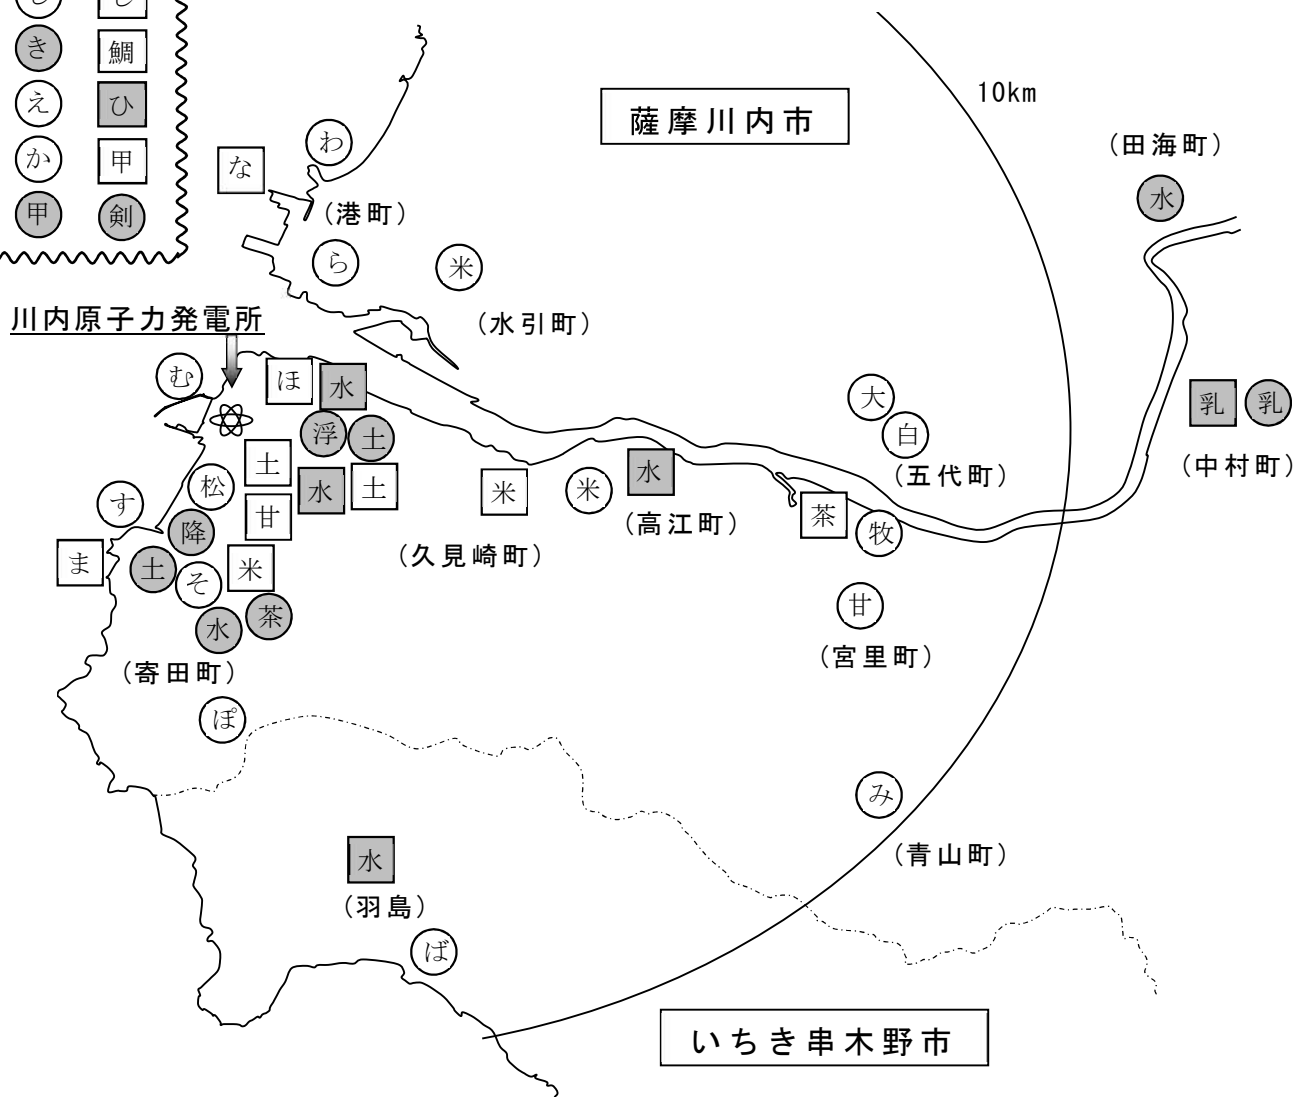 き 鯛
え ひ
か 甲
甲 剣
薩摩川内市
10km
(田海町)
水
わ
な
(港町)
ら
米
(水引町)
川内原子力発電所
む
ほ
水
浮
土
土
水
土
松
甘
す
降
ま
土
そ
米
水
茶
(寄田町)
ぽ
米
米
水
(久見崎町)
(高江町)
大
白
(五代町)
茶
牧
甘
(宮里町)
乳 乳
(中村町)
み
(青山町)
水
(羽島)
ば
いちき串木野市